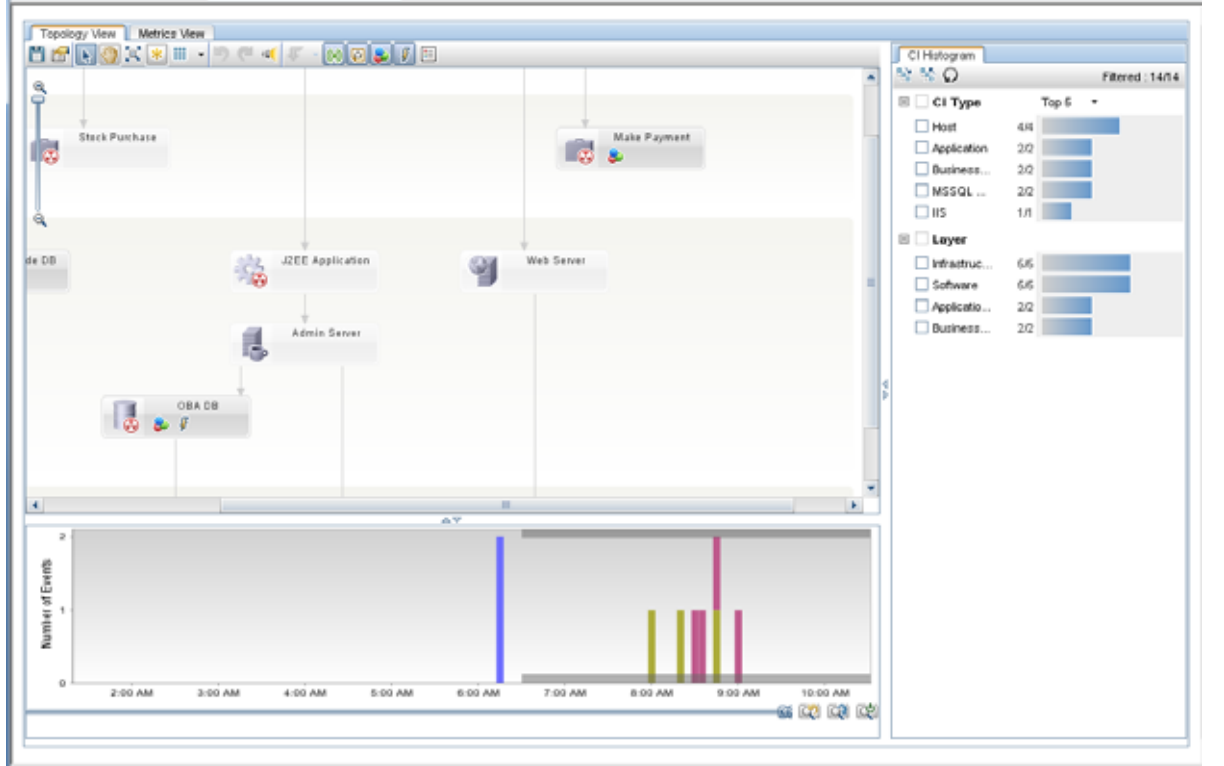 Topology View Metrics View
CI Histogram
Filtered : 14/14
CI Type Top 5
Host 4/4
Application 2/2
Business... 2/2
MSSQL ... 2/2
IIS 1/1
Layer
Infrastruc... 6/6
Software 6/6
Applicatio... 2/2
Business... 2/2
Stock Purchase
Make Payment
de DB
J2EE Application
Web Server
Admin Server
OBA DB
Number of Events
2
1
0
2:00 AM 3:00 AM 4:00 AM 5:00 AM 6:00 AM 7:00 AM 8:00 AM 9:00 AM 10:00 AM